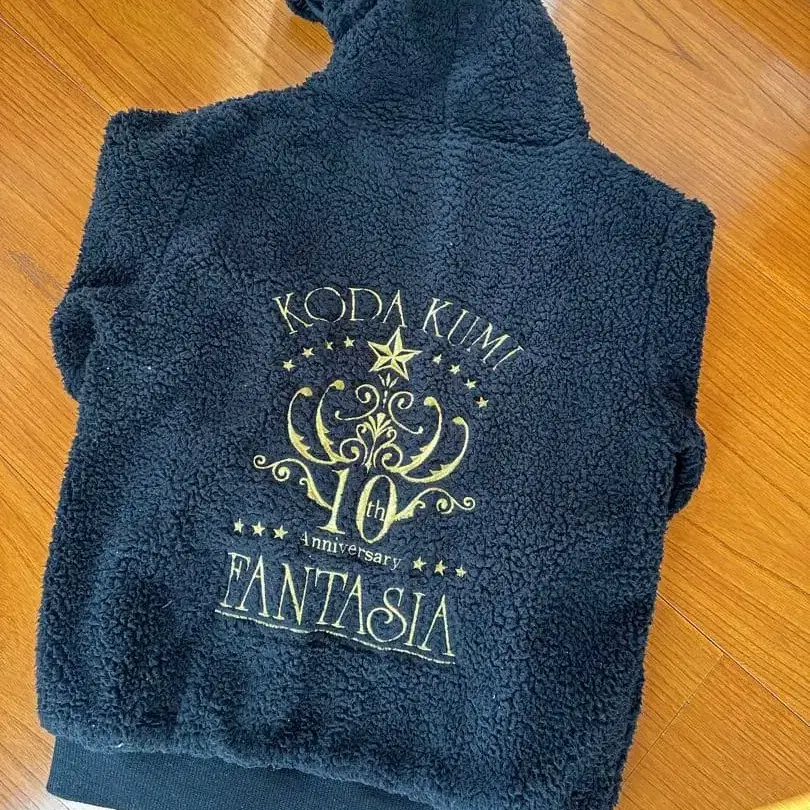 KODA KUMI
10th
Anniversary
FANTASIA